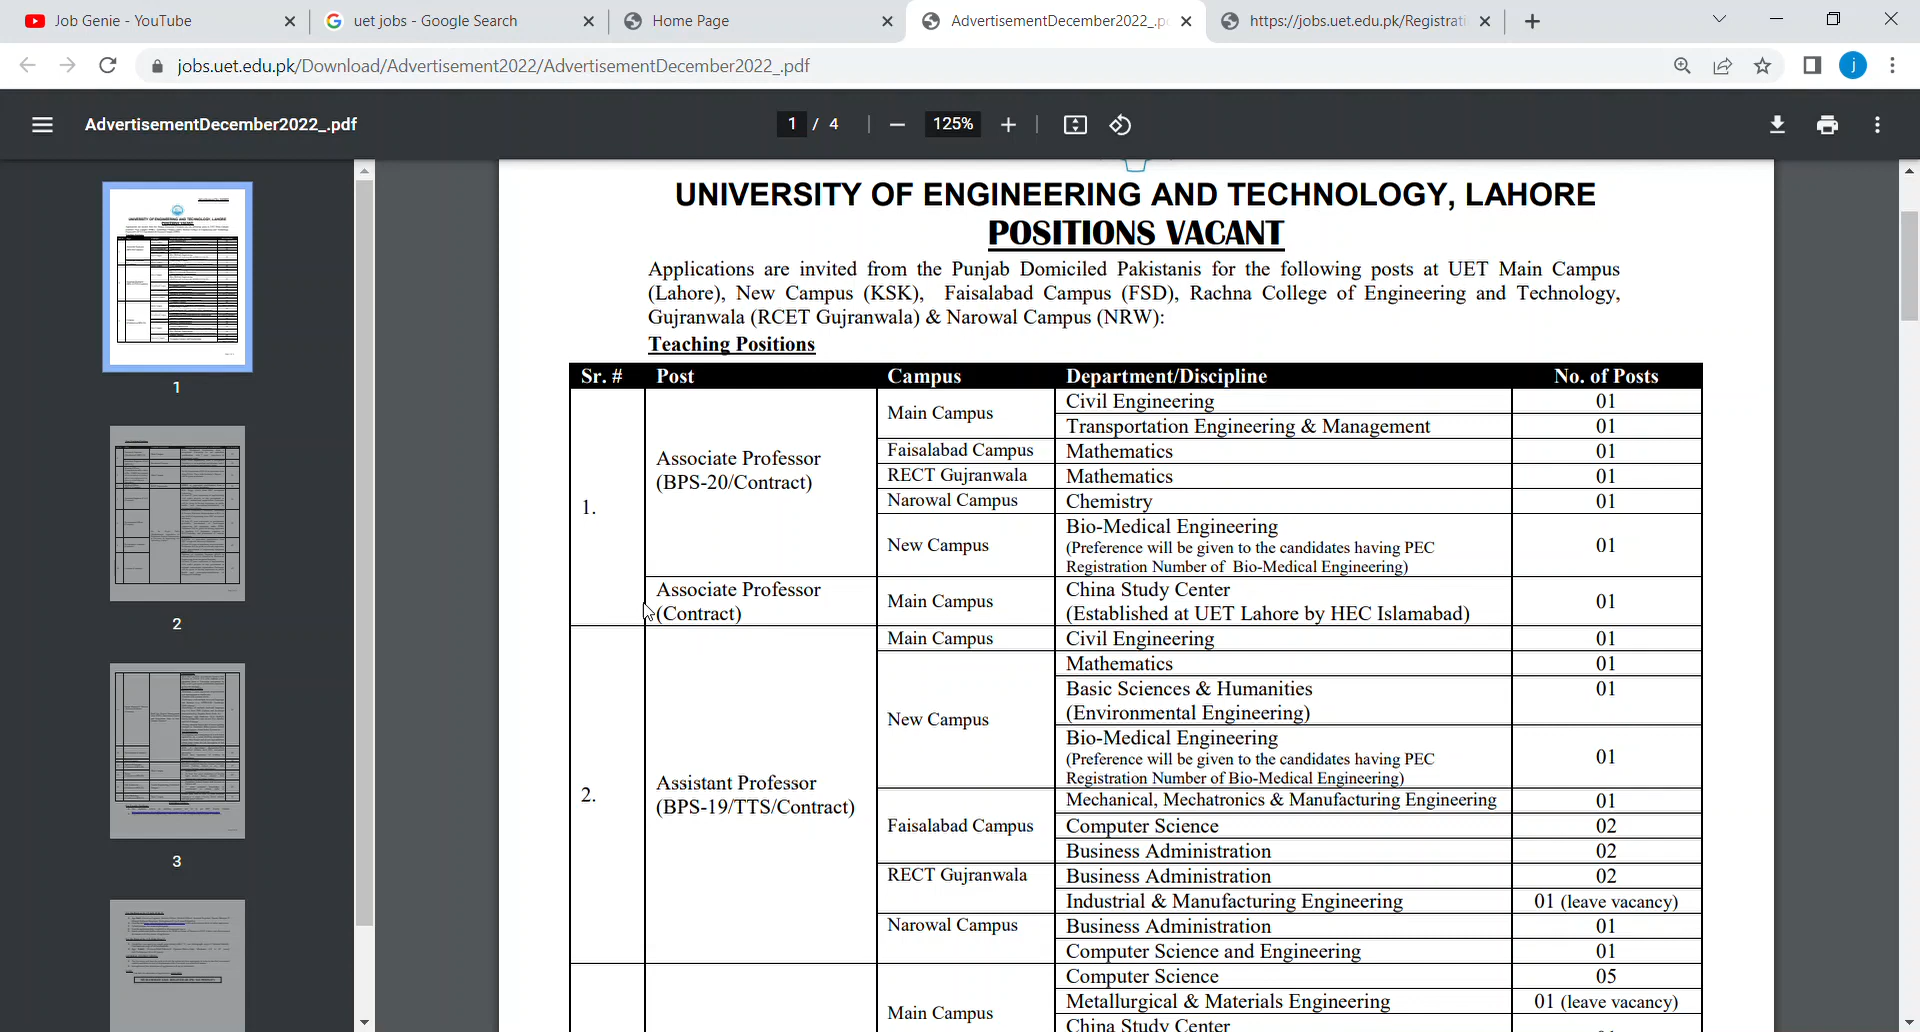 Job Genie - YouTube
uet jobs - Google Search
Home Page
AdvertisementDecember2022_.p
https://jobs.uet.edu.pk/Registrati
jobs.uet.edu.pk/Download/Advertisement2022/AdvertisementDecember2022_.pdf
j
AdvertisementDecember2022_.pdf
1 / 4
125%
1
2
3
UNIVERSITY OF ENGINEERING AND TECHNOLOGY, LAHORE
POSITIONS VACANT
Applications are invited from the Punjab Domiciled Pakistanis for the following posts at UET Main Campus
(Lahore), New Campus (KSK), Faisalabad Campus (FSD), Rachna College of Engineering and Technology,
Gujranwala (RCET Gujranwala) & Narowal Campus (NRW):
Teaching Positions
Sr. # Post Campus Department/Discipline No. of Posts
1.
Associate Professor
(BPS-20/Contract)
Main Campus
Civil Engineering 01
Transportation Engineering & Management 01
Faisalabad Campus Mathematics 01
RECT Gujranwala Mathematics 01
Narowal Campus Chemistry 01
New Campus
Bio-Medical Engineering
(Preference will be given to the candidates having PEC
Registration Number of Bio-Medical Engineering)
01
Associate Professor
(Contract)
Main Campus
China Study Center
(Established at UET Lahore by HEC Islamabad)
01
2.
Assistant Professor
(BPS-19/TTS/Contract)
Main Campus Civil Engineering 01
New Campus
Mathematics 01
Basic Sciences & Humanities 01
(Environmental Engineering)
Bio-Medical Engineering
(Preference will be given to the candidates having PEC
Registration Number of Bio-Medical Engineering)
01
Faisalabad Campus
Mechanical, Mechatronics & Manufacturing Engineering 01
Computer Science 02
Business Administration 02
RECT Gujranwala Business Administration 02
Industrial & Manufacturing Engineering 01 (leave vacancy)
Narowal Campus Business Administration 01
Computer Science and Engineering 01
Main Campus
Computer Science 05
Metallurgical & Materials Engineering 01 (leave vacancy)
China Study Center